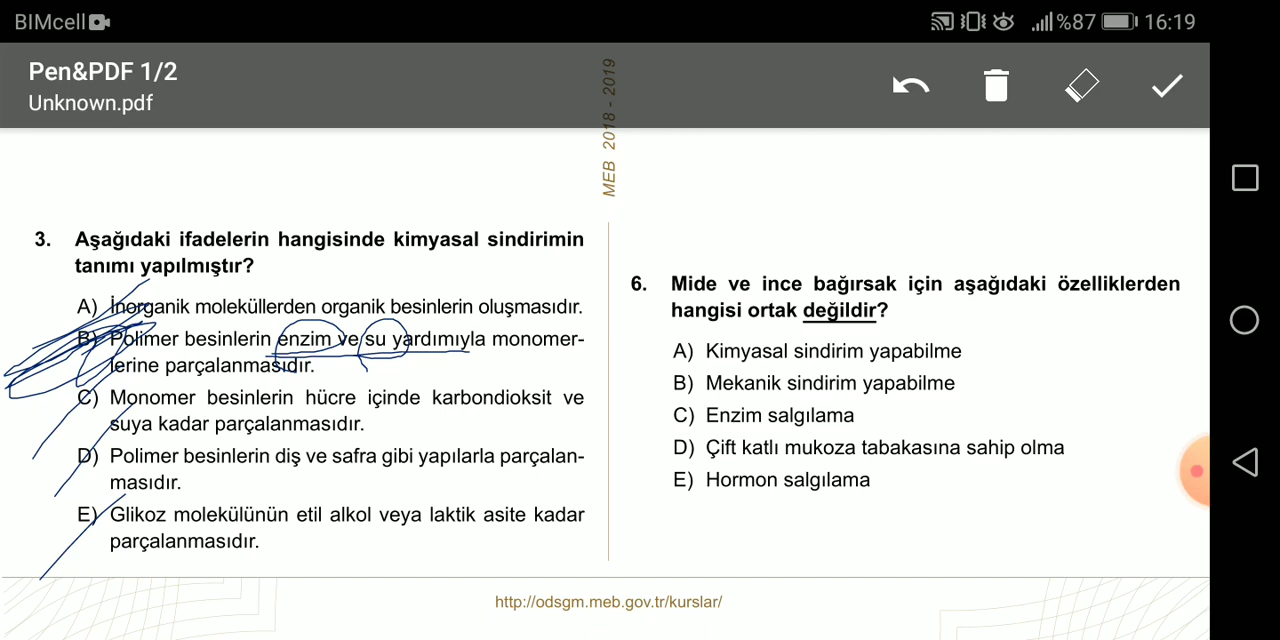 BIMcell
%87 16:19
Pen&PDF 1/2
Unknown.pdf
MEB 2018 - 2019
3. Aşağıdaki ifadelerin hangisinde kimyasal sindirimin
tanımı yapılmıştır?
A) İnorganik moleküllerden organik besinlerin oluşmasıdır.
B) Polimer besinlerin enzim ve su yardımıyla monomer-
lerine parçalanmasıdır.
C) Monomer besinlerin hücre içinde karbondioksit ve
suya kadar parçalanmasıdır.
D) Polimer besinlerin diş ve safra gibi yapılarla parçalan-
masıdır.
E) Glikoz molekülünün etil alkol veya laktik asite kadar
parçalanmasıdır.
6. Mide ve ince bağırsak için aşağıdaki özelliklerden
hangisi ortak değildir?
A) Kimyasal sindirim yapabilme
B) Mekanik sindirim yapabilme
C) Enzim salgılama
D) Çift katlı mukoza tabakasına sahip olma
E) Hormon salgılama
http://odsgm.meb.gov.tr/kurslar/